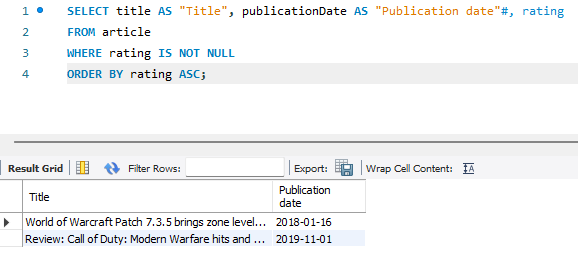 1 SELECT title AS "Title", publicationDate AS "Publication date"#, rating
2 FROM article
3 WHERE rating IS NOT NULL
4 ORDER BY rating ASC;
Result Grid Filter Rows: Export: Wrap Cell Content: IA
Title Publication
date
World of Warcraft Patch 7.3.5 brings zone level... 2018-01-16
Review: Call of Duty: Modern Warfare hits and ... 2019-11-01